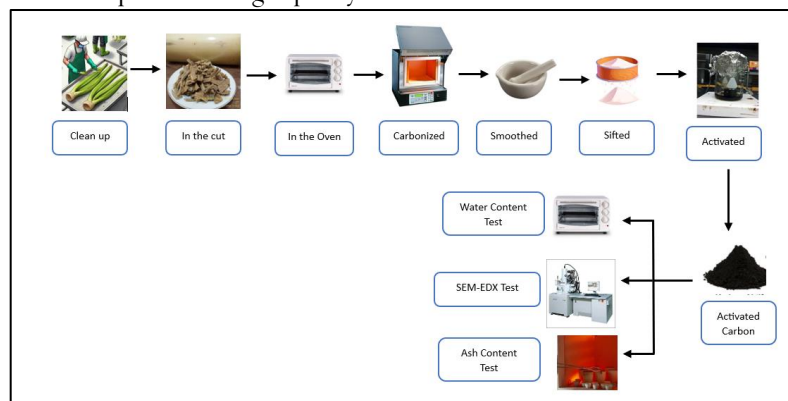 Clean up
In the cut
In the Oven
Carbonized
Smoothed
Sifted
Activated
Water Content
Test
SEM-EDX Test
Activated
Carbon
Ash Content
Test